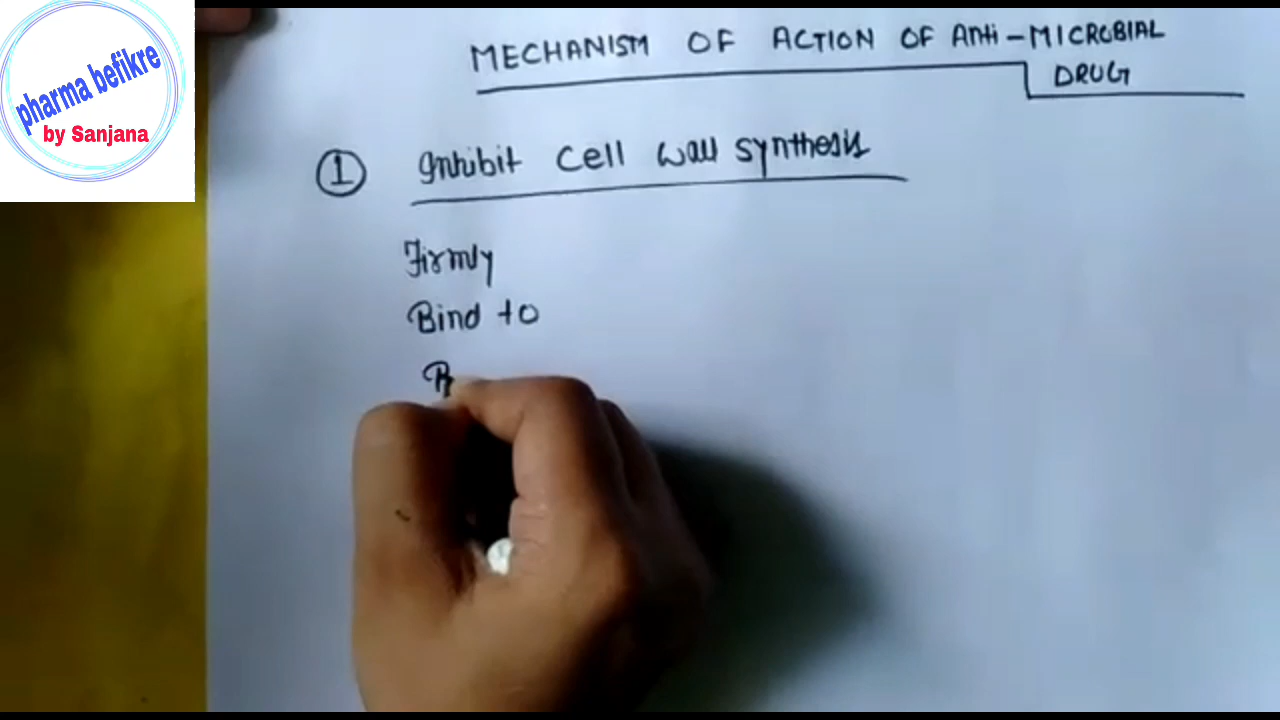 pharma befikre
by Sanjana
MECHANISM OF ACTION OF Anti-MICROBIAL
DRUG
1 Inhibit Cell wall synthesis
Firmly
Bind to